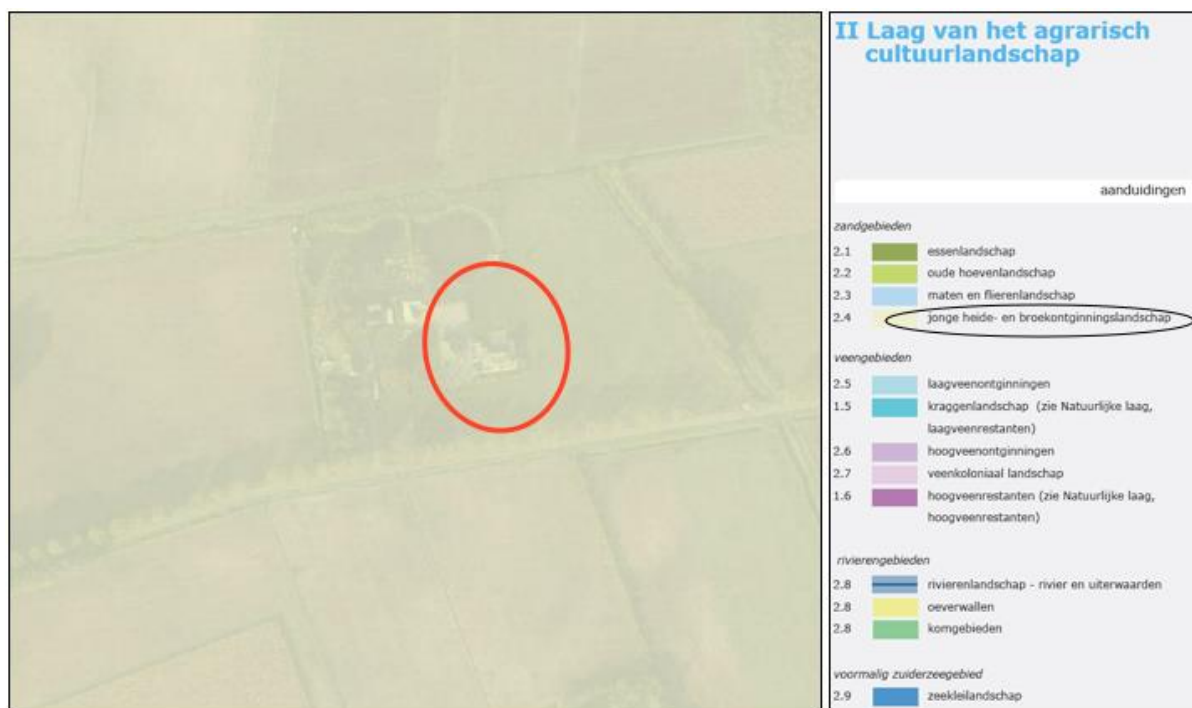 II Laag van het agrarisch
cultuurlandschap
aanduidingen
zandgebieden
2.1 essenlandschap
2.2 oude hoevenlandschap
2.3 maten en flierenlandschap
2.4 jonge heide- en broekontginningslandschap
veengebieden
2.5 laagveenontginningen
1.5 kraggenlandschap (zie Natuurlijke laag,
laagveenrestanten)
2.6 hoogveenontginningen
2.7 veenkoloniaal landschap
1.6 hoogveenrestanten (zie Natuurlijke laag,
hoogveenrestanten)
rivierengebieden
2.8 rivierenlandschap - rivier en uiterwaarden
2.8 oeverwallen
2.8 komgebieden
voormalig zuiderzeegebied
2.9 zeekleilandschap